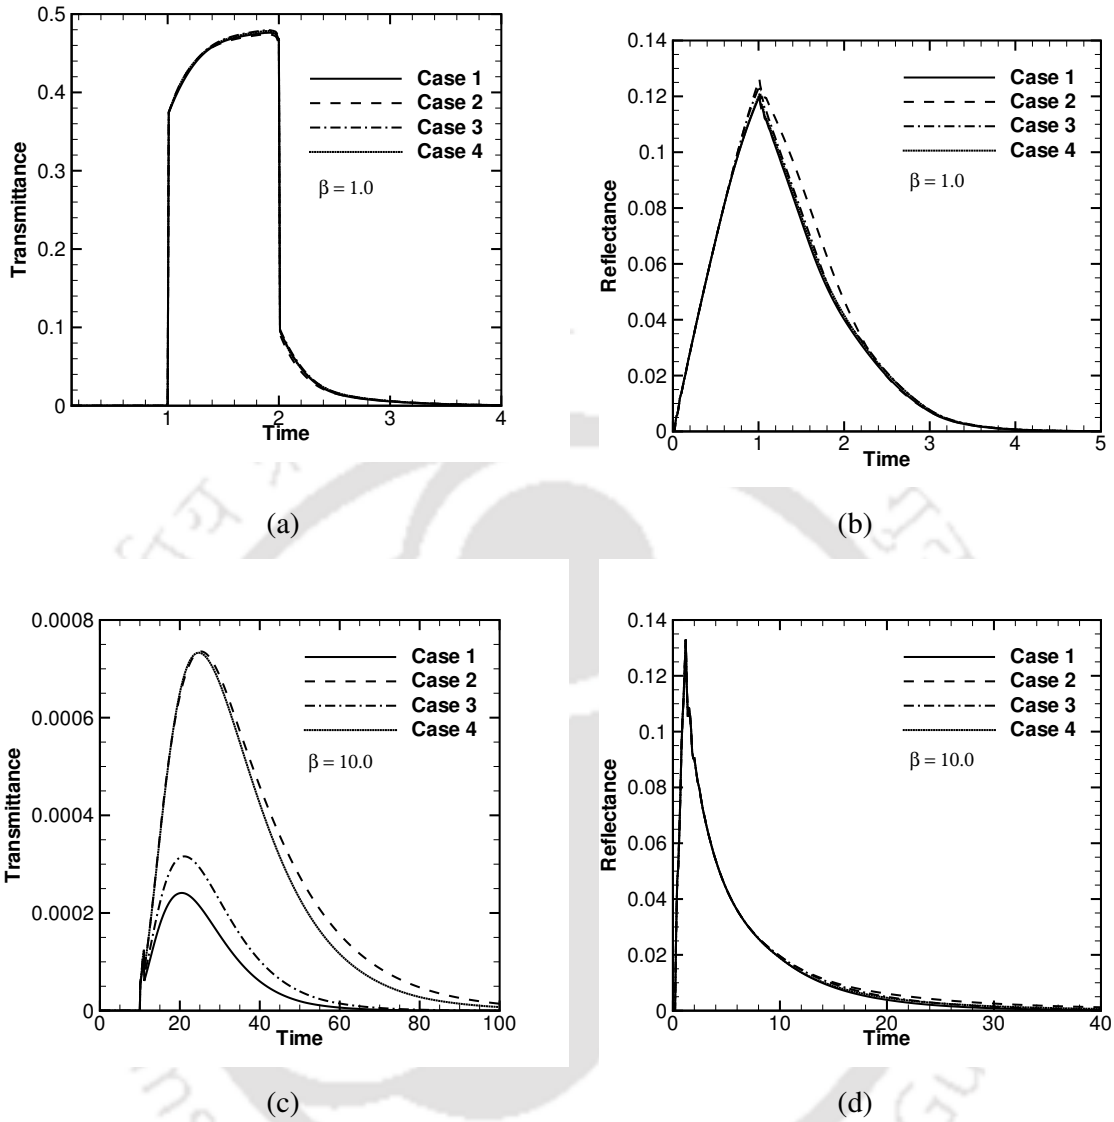 0.5
0.4
0.3
0.2
0.1
0
1
2
3
4
Transmittance
Time
Case 1
Case 2
Case 3
Case 4
β = 1.0
(a)
0.14
0.12
0.1
0.08
0.06
0.04
0.02
0
0
1
2
3
4
5
Reflectance
Time
Case 1
Case 2
Case 3
Case 4
β = 1.0
(b)
0.0008
0.0006
0.0004
0.0002
0
0
20
40
60
80
100
Transmittance
Time
Case 1
Case 2
Case 3
Case 4
β = 10.0
(c)
0.14
0.12
0.1
0.08
0.06
0.04
0.02
0
0
10
20
30
40
Reflectance
Time
Case 1
Case 2
Case 3
Case 4
β = 10.0
(d)